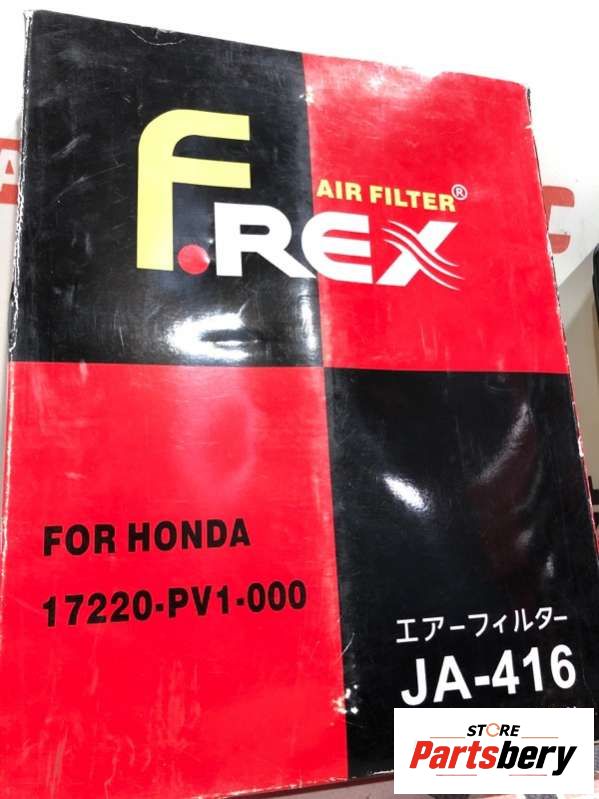 AIR FILTER®
F.REX
FOR HONDA
17220-PV1-000
エアーフィルター
JA-416
STORE
Partsbery